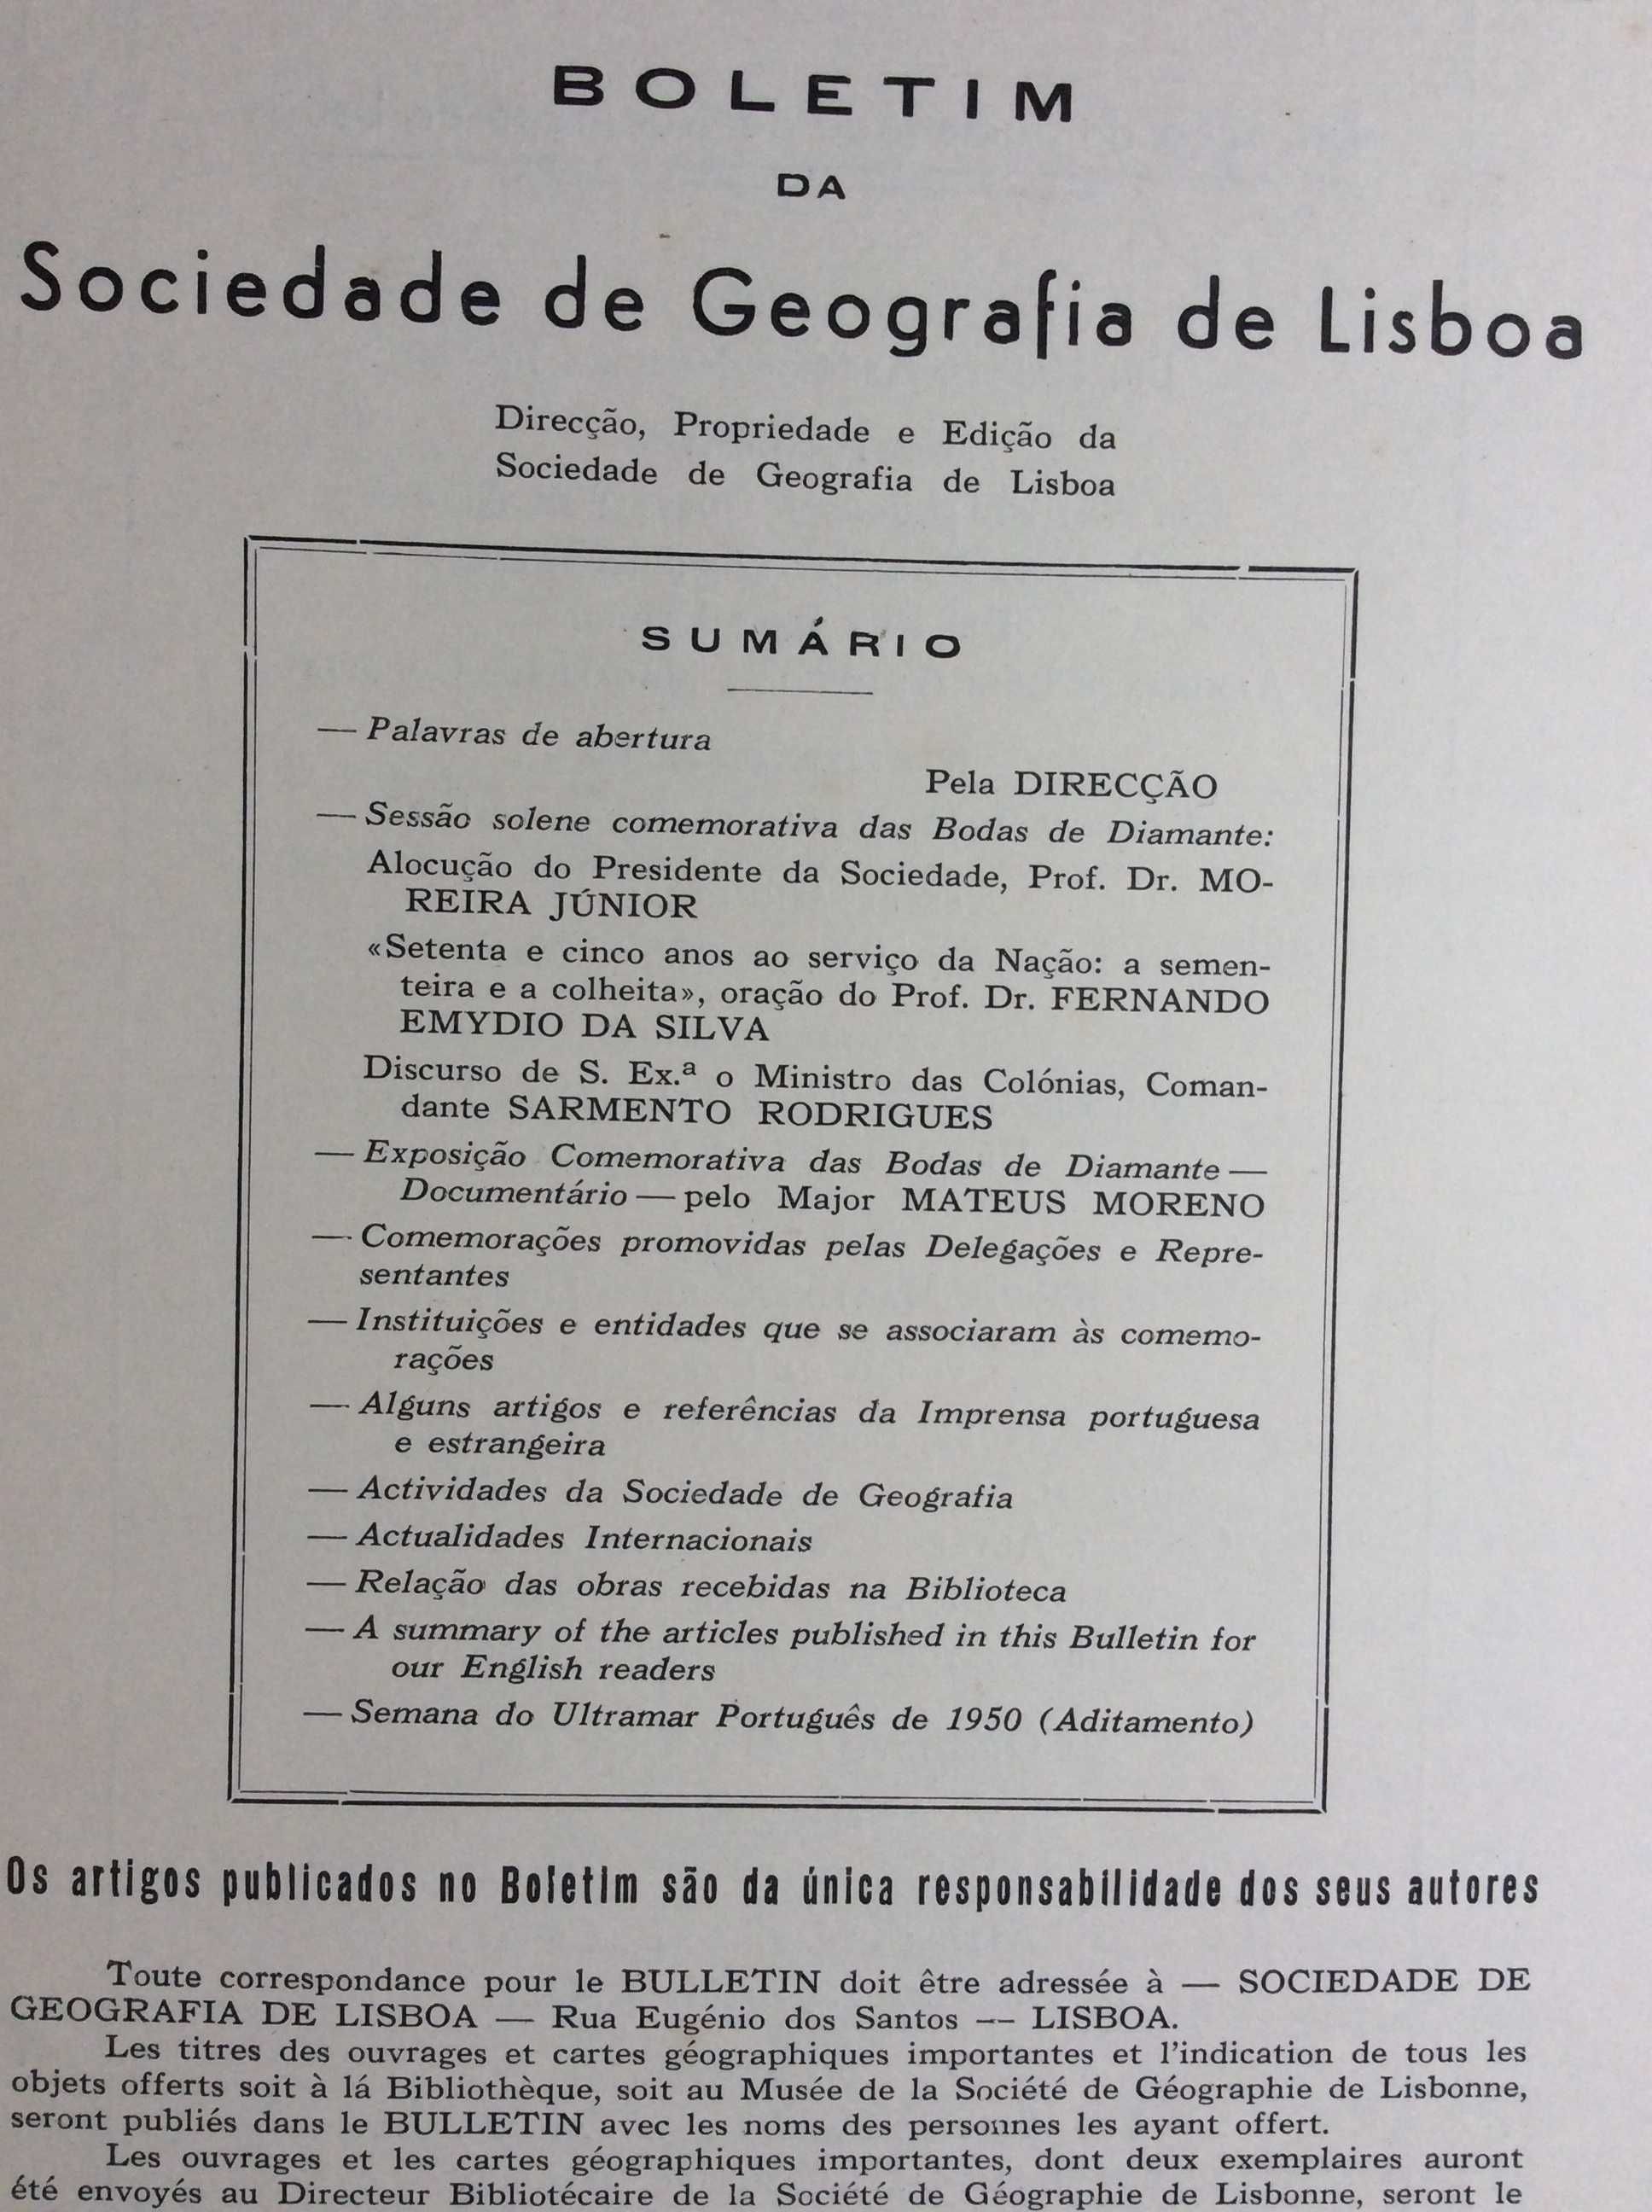 BOLETIM
DA
Sociedade de Geografia de Lisboa
Direcção, Propriedade e Edição da
Sociedade de Geografia de Lisboa
SUMÁRIO
— Palavras de abertura
Pela DIRECÇÃO
— Sessão solene comemorativa das Bodas de Diamante:
Alocução do Presidente da Sociedade, Prof. Dr. MO-
REIRA JÚNIOR
«Setenta e cinco anos ao serviço da Nação: a semen-
teira e a colheita», oração do Prof. Dr. FERNANDO
EMYDIO DA SILVA
Discurso de S. Ex.ª o Ministro das Colónias, Coman-
dante SARMENTO RODRIGUES
— Exposição Comemorativa das Bodas de Diamante —
Documentário — pelo Major MATEUS MORENO
— Comemorações promovidas pelas Delegações e Repre-
sentantes
— Instituições e entidades que se associaram às comemo-
rações
— Alguns artigos e referências da Imprensa portuguesa
e estrangeira
— Actividades da Sociedade de Geografia
— Actualidades Internacionais
— Relação das obras recebidas na Biblioteca
— A summary of the articles published in this Bulletin for
our English readers
— Semana do Ultramar Português de 1950 (Aditamento)
Os artigos publicados no Boletim são da única responsabilidade dos seus autores
Toute correspondance pour le BULLETIN doit être adressée à — SOCIEDADE DE
GEOGRAFIA DE LISBOA — Rua Eugénio dos Santos -- LISBOA.
Les titres des ouvrages et cartes géographiques importantes et l'indication de tous les
objets offerts soit à lá Bibliothèque, soit au Musée de la Société de Géographie de Lisbonne,
seront publiés dans le BULLETIN avec les noms des personnes les ayant offert.
Les ouvrages et les cartes géographiques importantes, dont deux exemplaires auront
été envoyés au Directeur Bibliotécaire de la Société de Géographie de Lisbonne, seront le